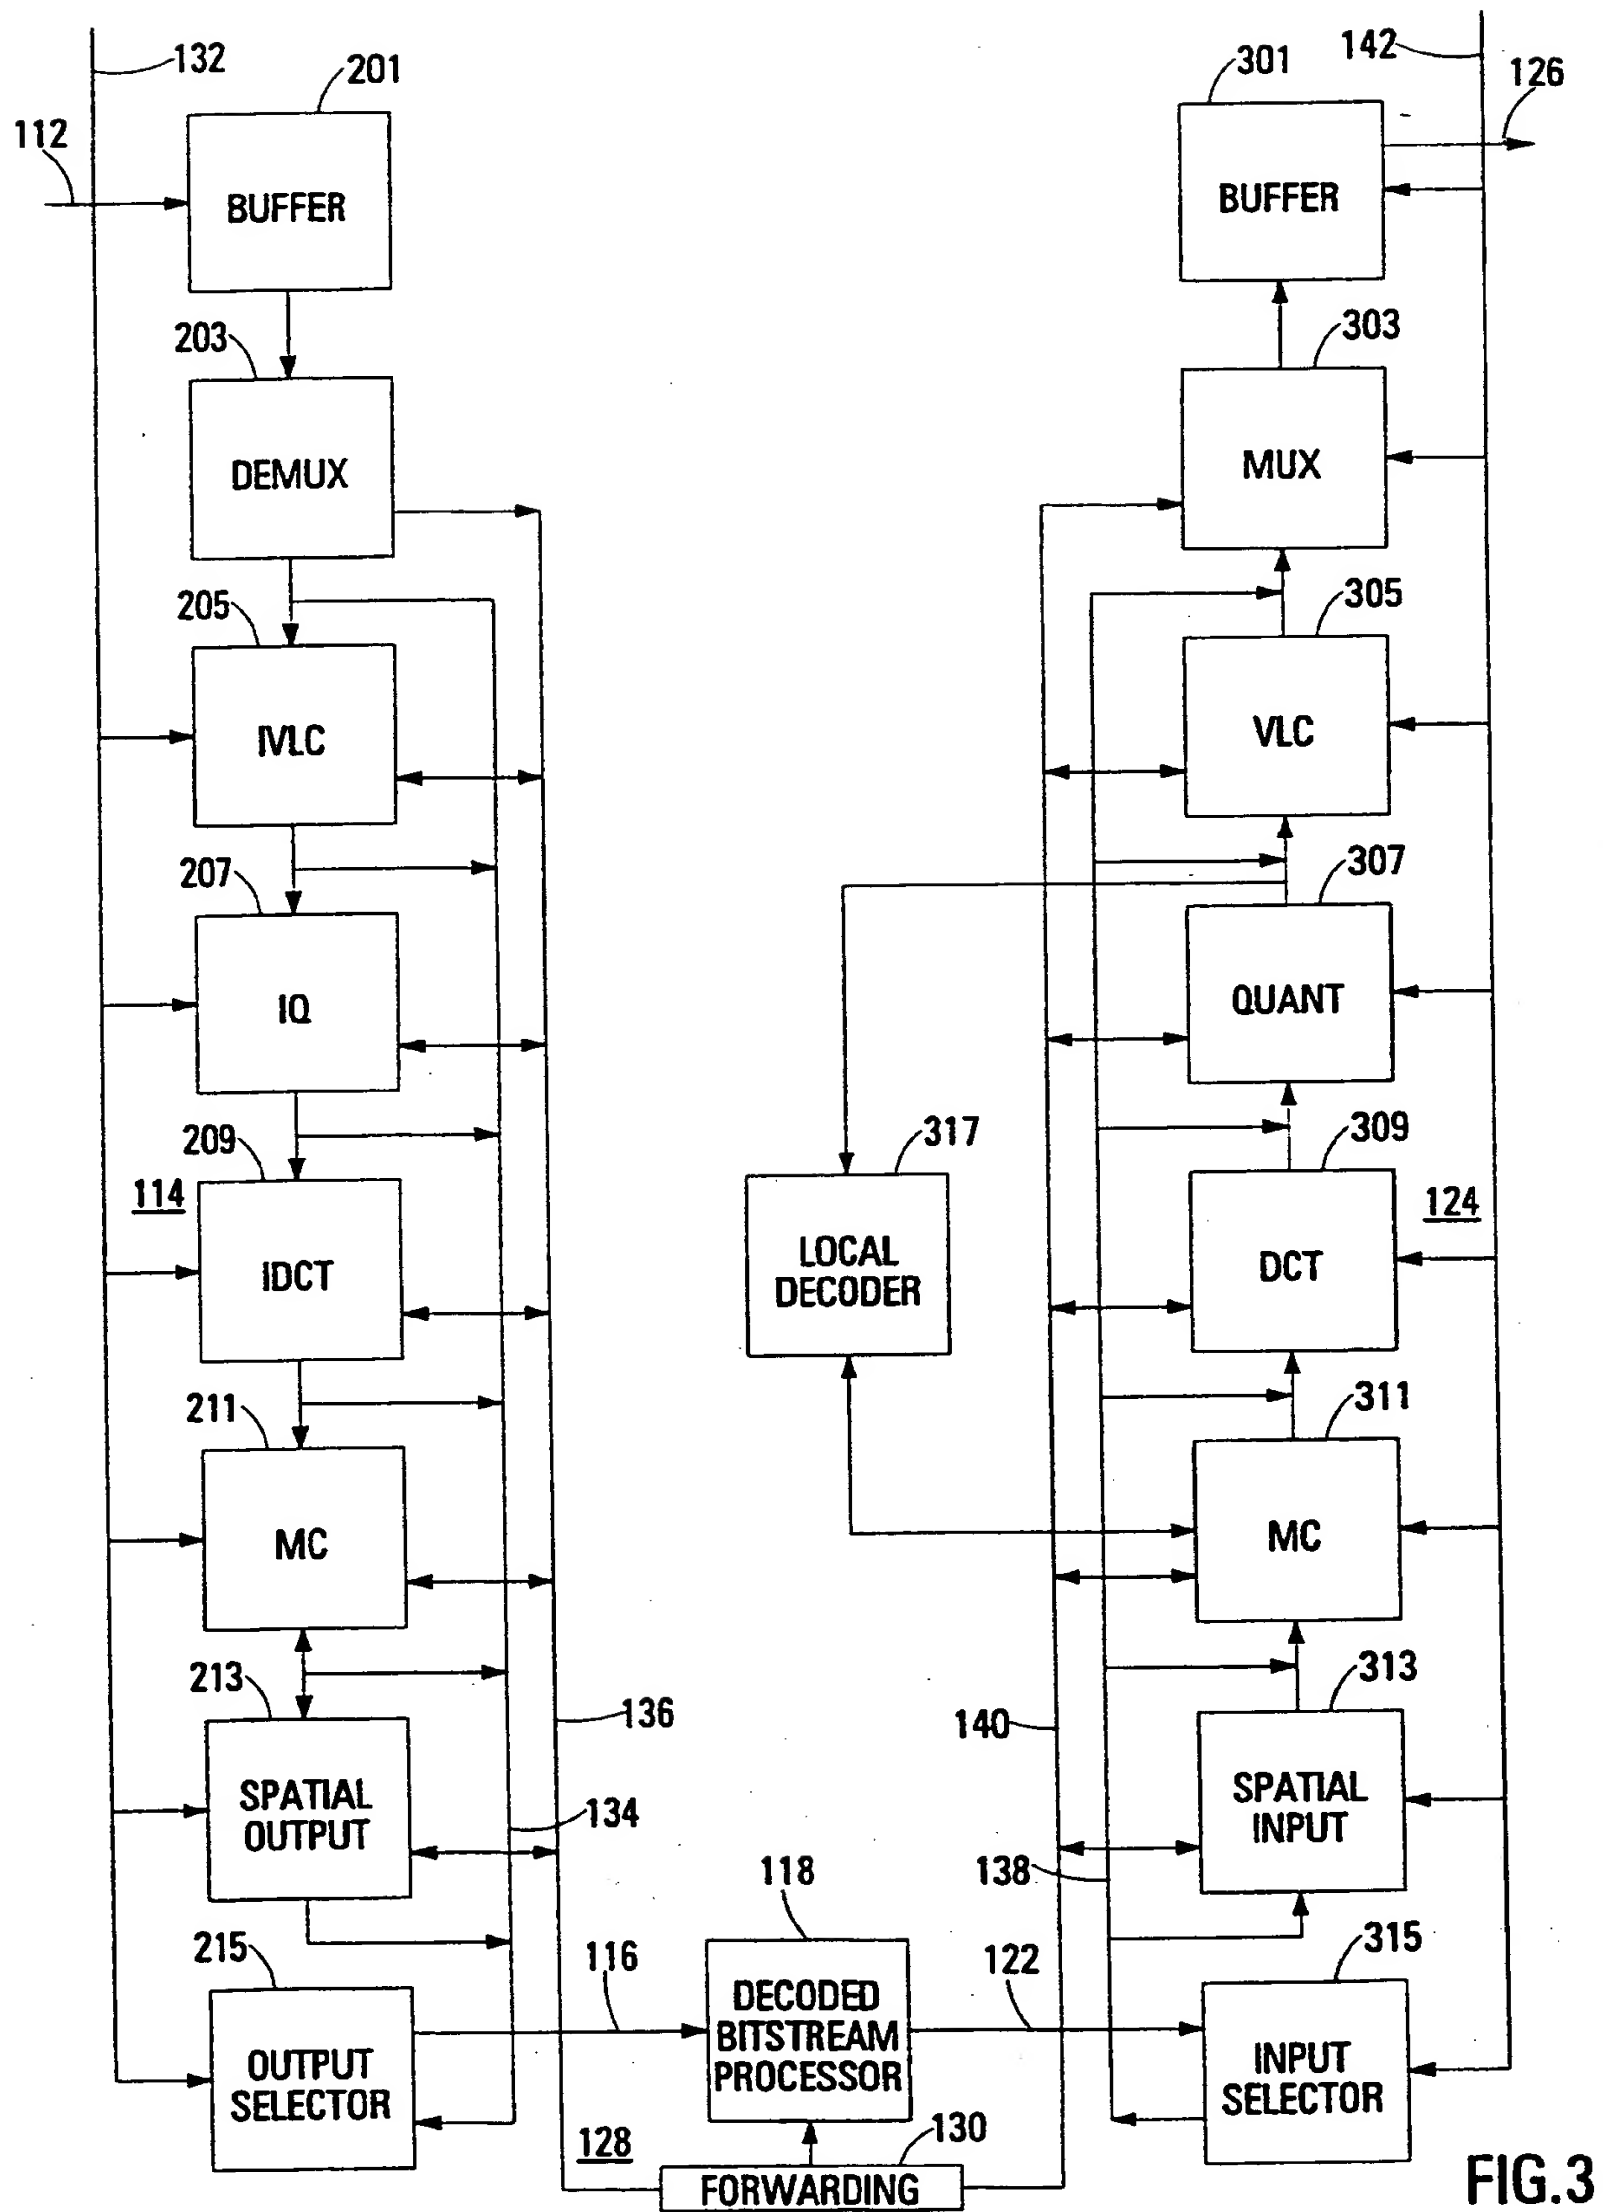 132
201
301
142
126
112
BUFFER
BUFFER
203
303
DEMUX
MUX
205
305
IVLC
VLC
207
307
IQ
QUANT
209
317
309
114
124
LOCAL
DECODER
IDCT
DCT
211
311
MC
MC
213
313
136
140
SPATIAL
OUTPUT
134
SPATIAL
INPUT
118
138
215
116
122
315
OUTPUT
SELECTOR
DECODED
BITSTREAM
PROCESSOR
INPUT
SELECTOR
128
130
FORWARDING
FIG.3